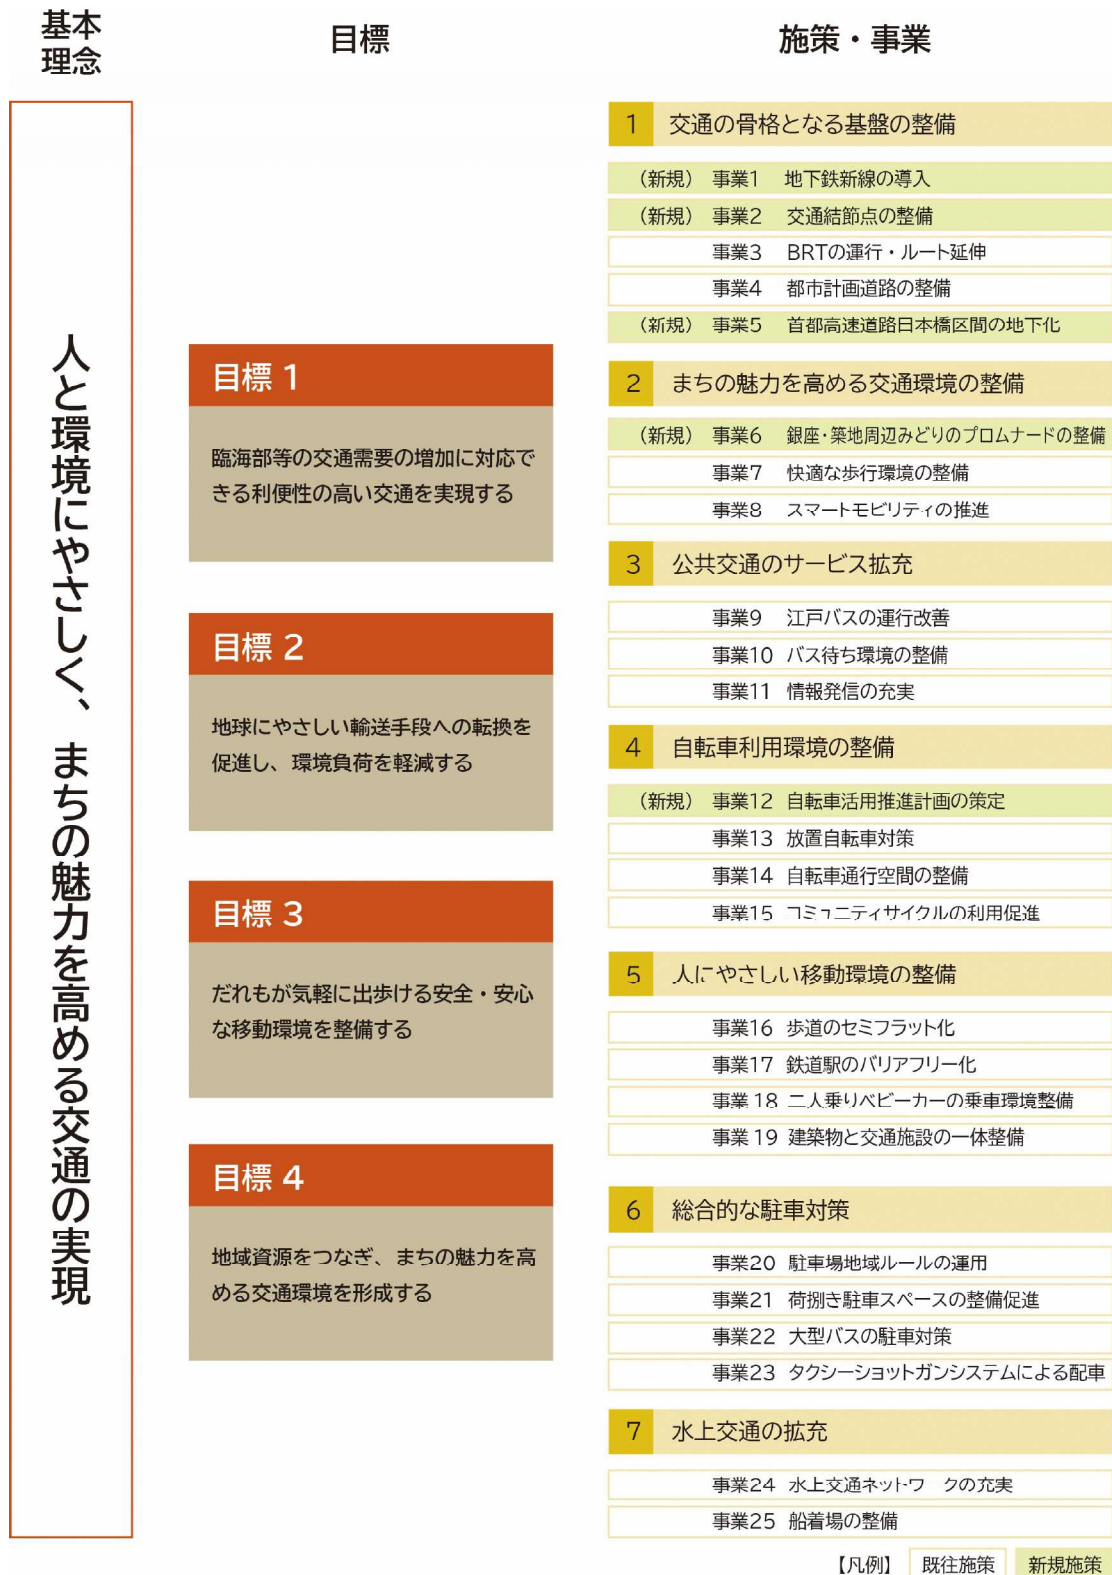 基本
理念
目標
施策・事業
人と環境にやさしく、まちの魅力を高める交通の実現
目標 1
臨海部等の交通需要の増加に対応で
きる利便性の高い交通を実現する
目標 2
地球にやさしい輸送手段への転換を
促進し、環境負荷を軽減する
目標 3
だれもが気軽に出歩ける安全・安心
な移動環境を整備する
目標 4
地域資源をつなぎ、まちの魅力を高
める交通環境を形成する
1 交通の骨格となる基盤の整備
（新規） 事業1 地下鉄新線の導入
（新規） 事業2 交通結節点の整備
事業3 BRTの運行・ルート延伸
事業4 都市計画道路の整備
（新規） 事業5 首都高速道路日本橋区間の地下化
2 まちの魅力を高める交通環境の整備
（新規） 事業6 銀座・築地周辺みどりのプロムナードの整備
事業7 快適な歩行環境の整備
事業8 スマートモビリティの推進
3 公共交通のサービス拡充
事業9 江戸バスの運行改善
事業10 バス待ち環境の整備
事業11 情報発信の充実
4 自転車利用環境の整備
（新規） 事業12 自転車活用推進計画の策定
事業13 放置自転車対策
事業14 自転車通行空間の整備
事業15 コミュニティサイクルの利用促進
5 人にやさしい移動環境の整備
事業16 歩道のセミフラット化
事業17 鉄道駅のバリアフリー化
事業 18 二人乗りベビーカーの乗車環境整備
事業 19 建築物と交通施設の一体整備
6 総合的な駐車対策
事業20 駐車場地域ルールの運用
事業21 荷捌き駐車スペースの整備促進
事業22 大型バスの駐車対策
事業23 タクシーショットガンシステムによる配車
7 水上交通の拡充
事業24 水上交通ネットワークの充実
事業25 船着場の整備
【凡例】 既往施策 新規施策